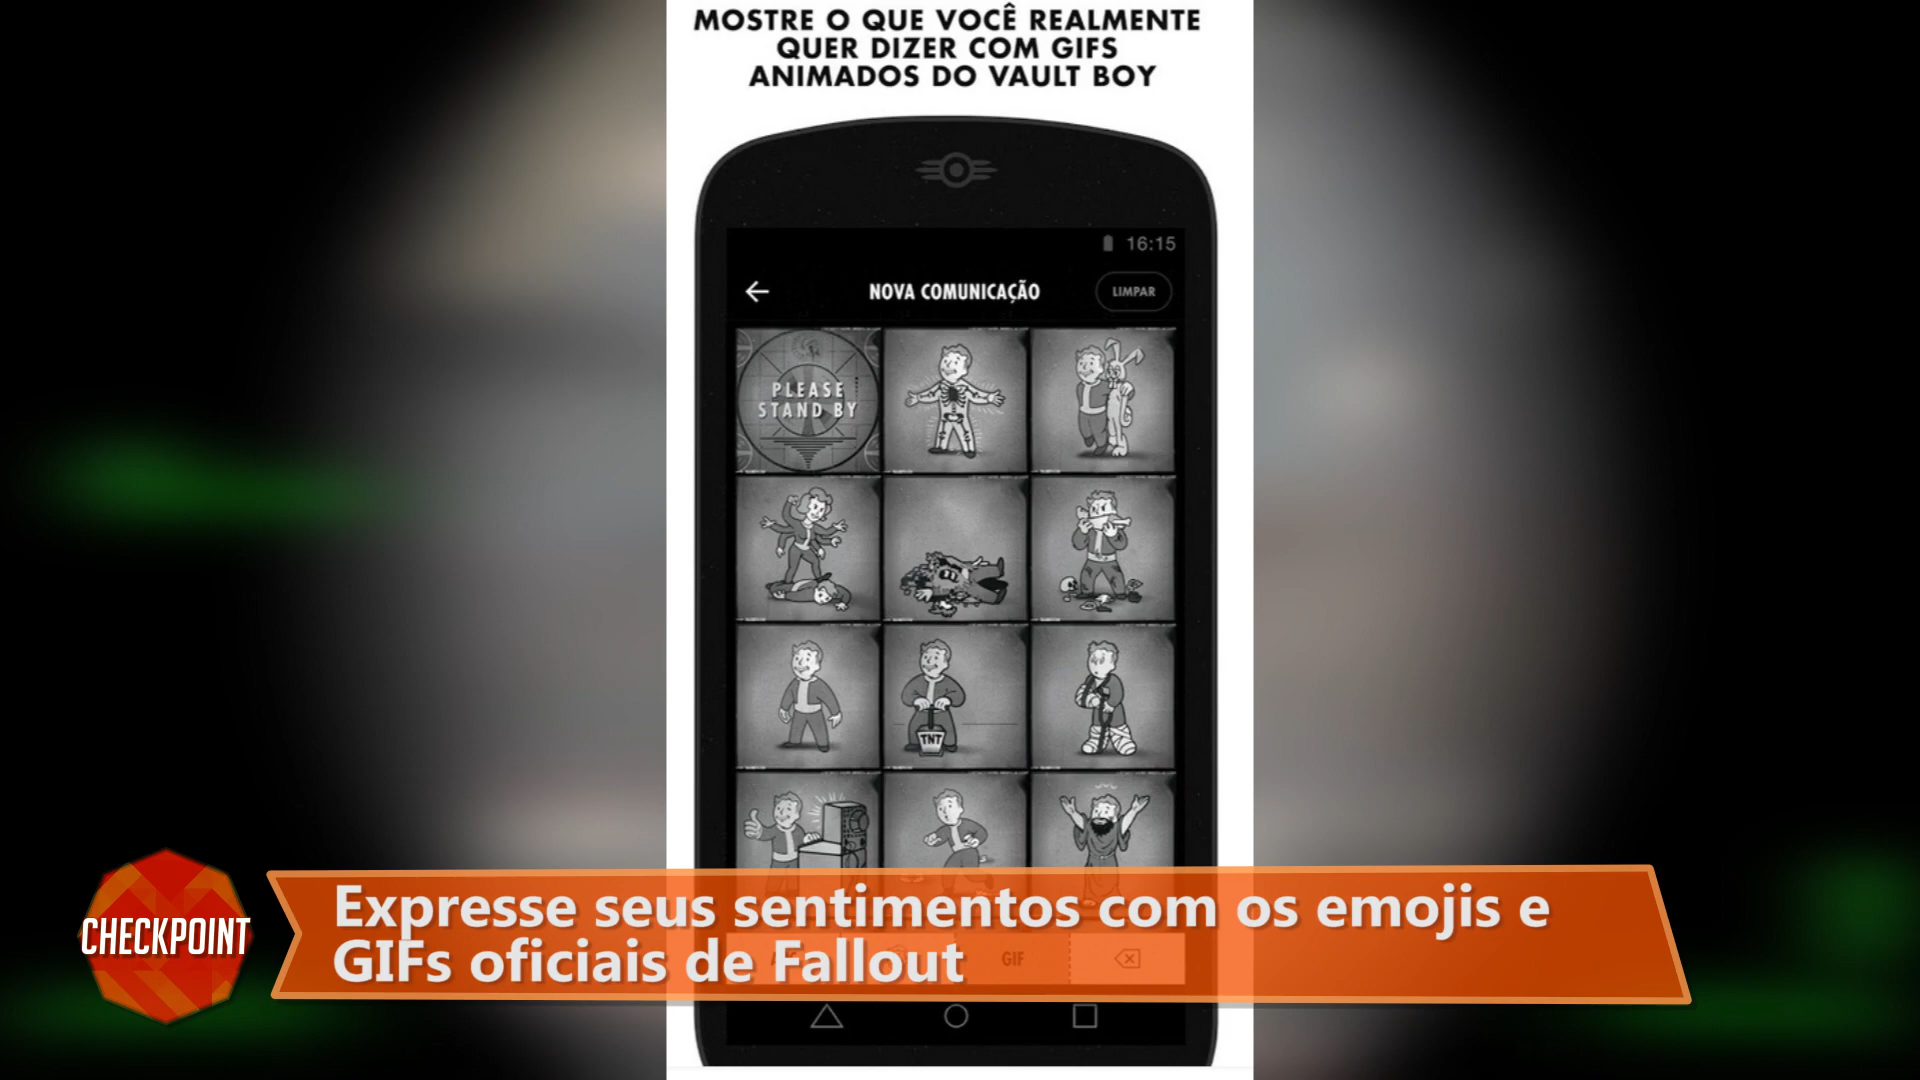 MOSTRE O QUE VOCÊ REALMENTE
QUER DIZER COM GIFS
ANIMADOS DO VAULT BOY
16:15
NOVA COMUNICAÇÃO
LIMPAR
PLEASE
STAND BY
TNT
Expresse seus sentimentos com os emojis e
GIFs oficiais de Fallout
CHECKPOINT
GIF